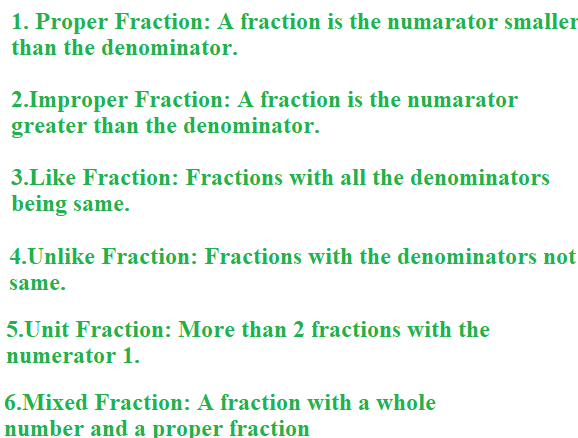 1. Proper Fraction: A fraction is the numarator smaller
than the denominator.
2.Improper Fraction: A fraction is the numarator
greater than the denominator.
3.Like Fraction: Fractions with all the denominators
being same.
4.Unlike Fraction: Fractions with the denominators not
same.
5.Unit Fraction: More than 2 fractions with the
numerator 1.
6.Mixed Fraction: A fraction with a whole
number and a proper fraction